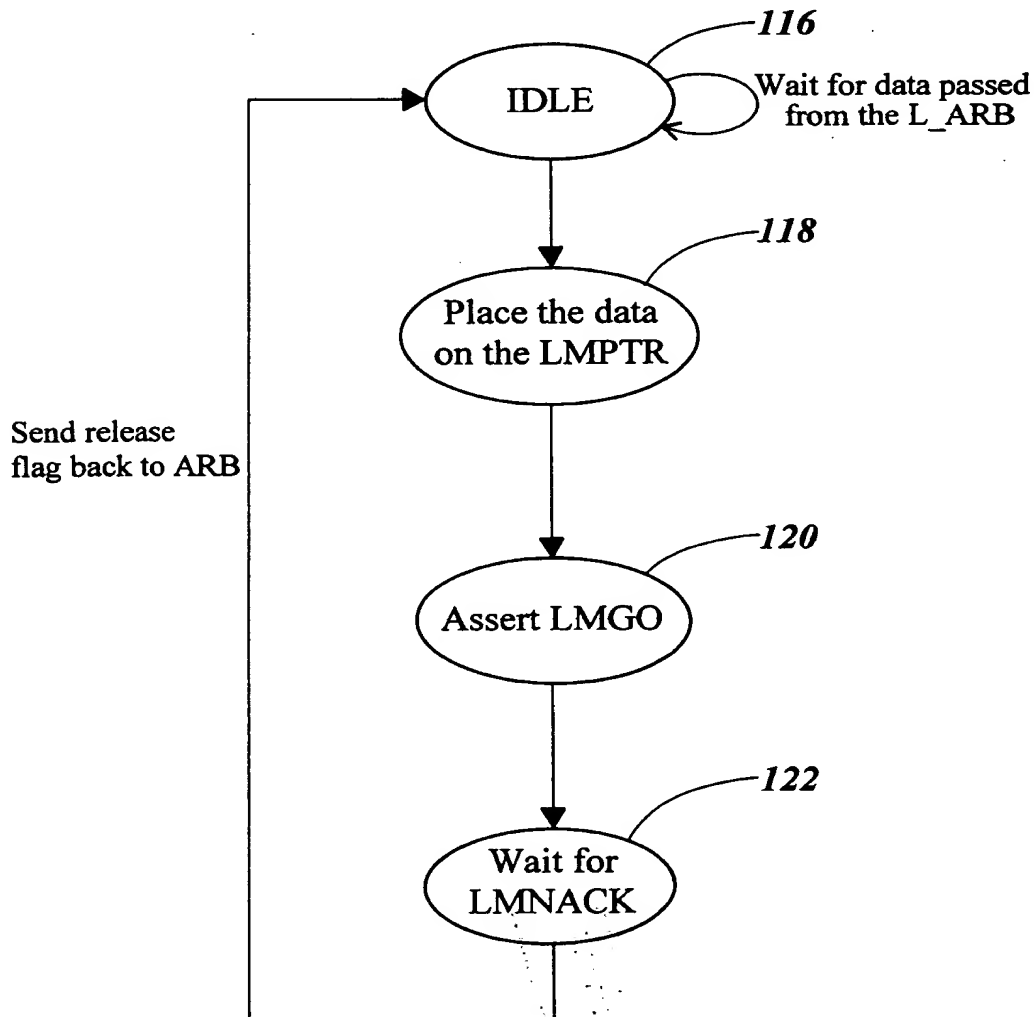 116
IDLE
Wait for data passed
from the L_ARB
118
Place the data
on the LMPTR
Send release
flag back to ARB
120
Assert LMGO
122
Wait for
LMNACK